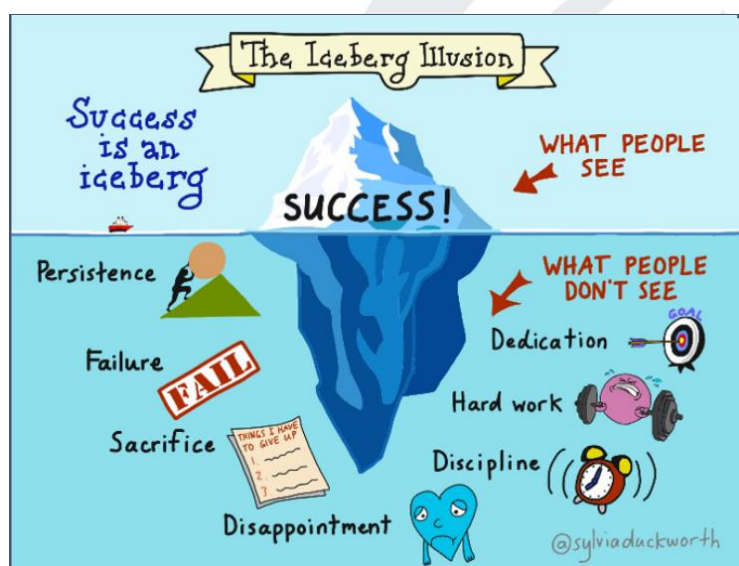 The Iceberg Illusion
Success
is an
iceberg
WHAT PEOPLE
SEE
SUCCESS!
Persistence
WHAT PEOPLE
DON'T SEE
GOAL
Dedication
Failure
FAIL
Hard work
Sacrifice
THINGS I HAVE
TO GIVE UP
1.
2.
3.
Discipline
Disappointment
@sylviaduckworth